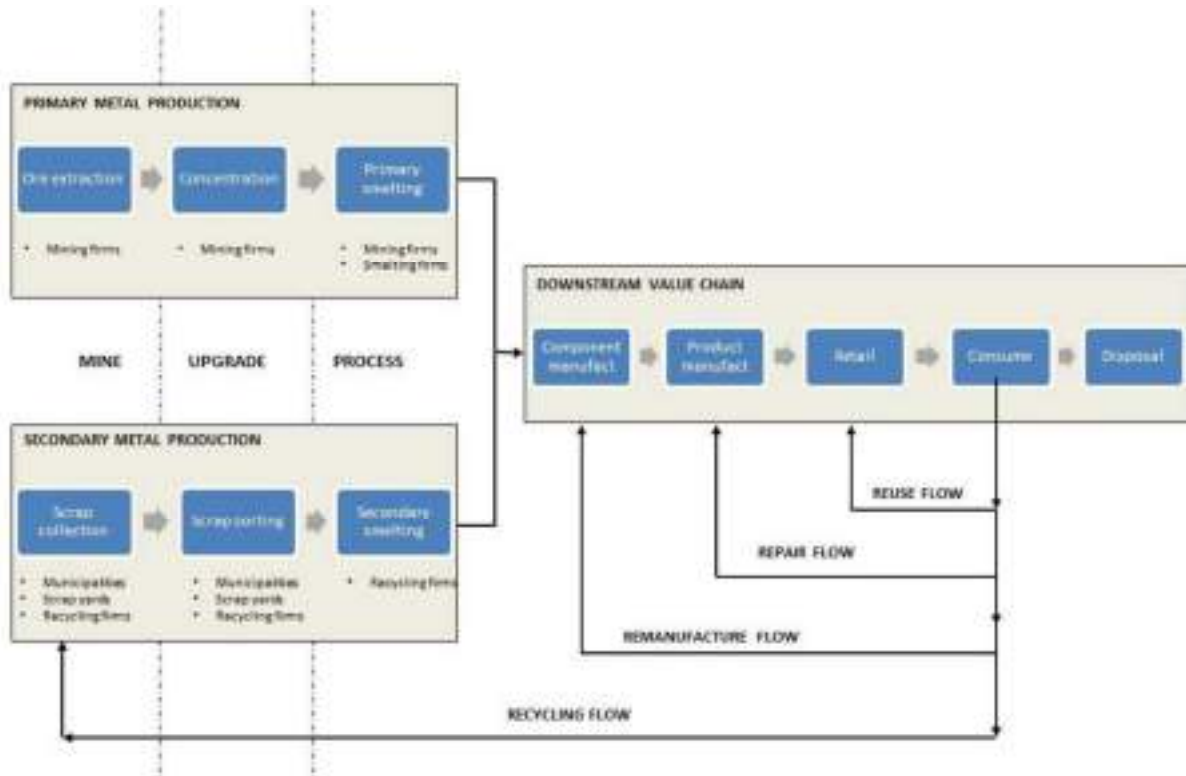 PRIMARY METAL PRODUCTION
Ore extraction
Concentration
Primary
smelting
• Mining firms
• Mining firms
• Mining firms
• Smelting firms
MINE
UPGRADE
PROCESS
DOWNSTREAM VALUE CHAIN
Component
manufact
Product
manufact
Retail
Consume
Disposal
SECONDARY METAL PRODUCTION
Scrap
collection
Scrap sorting
Secondary
smelting
• Municipalities
• Scrap yards
• Recycling firms
• Municipalities
• Scrap yards
• Recycling firms
• Recycling firms
REUSE FLOW
REPAIR FLOW
REMANUFACTURE FLOW
RECYCLING FLOW